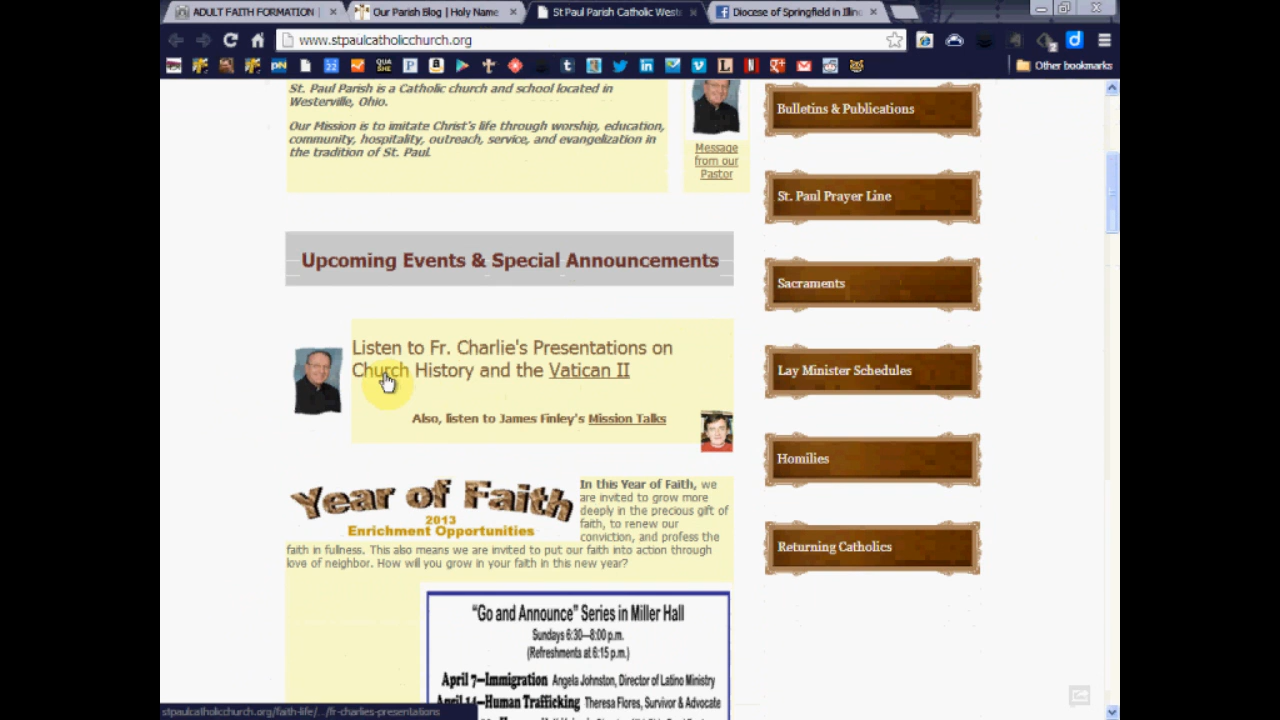 ADULT FAITH FORMATION
Our Parish Blog | Holy Name
St Paul Parish Catholic West
Diocese of Springfield in Illin
www.stpaulcatholicchurch.org
Other bookmarks
St. Paul Parish is a Catholic church and school located in
Westerville, Ohio.
Our Mission is to imitate Christ's life through worship, education,
community, hospitality, outreach, service, and evangelization in
the tradition of St. Paul.
Message
from our
Pastor
Upcoming Events & Special Announcements
Listen to Fr. Charlie's Presentations on
Church History and the Vatican II
Also, listen to James Finley's Mission Talks
Year of Faith
2013
Enrichment Opportunities
In this Year of Faith, we
are invited to grow more
deeply in the precious gift of
faith, to renew our
conviction, and profess the
faith in fullness. This also means we are invited to put our faith into action through
love of neighbor. How will you grow in your faith in this new year?
"Go and Announce" Series in Miller Hall
Sundays 6:30—8:00 p.m.
(Refreshments at 6:15 p.m.)
April 7—Immigration Angela Johnston, Director of Latino Ministry
April 14—Human Trafficking Theresa Flores, Survivor & Advocate
Bulletins & Publications
St. Paul Prayer Line
Sacraments
Lay Minister Schedules
Homilies
Returning Catholics
stpaulcatholicchurch.org/faith-life/.../fr-charlies-presentations